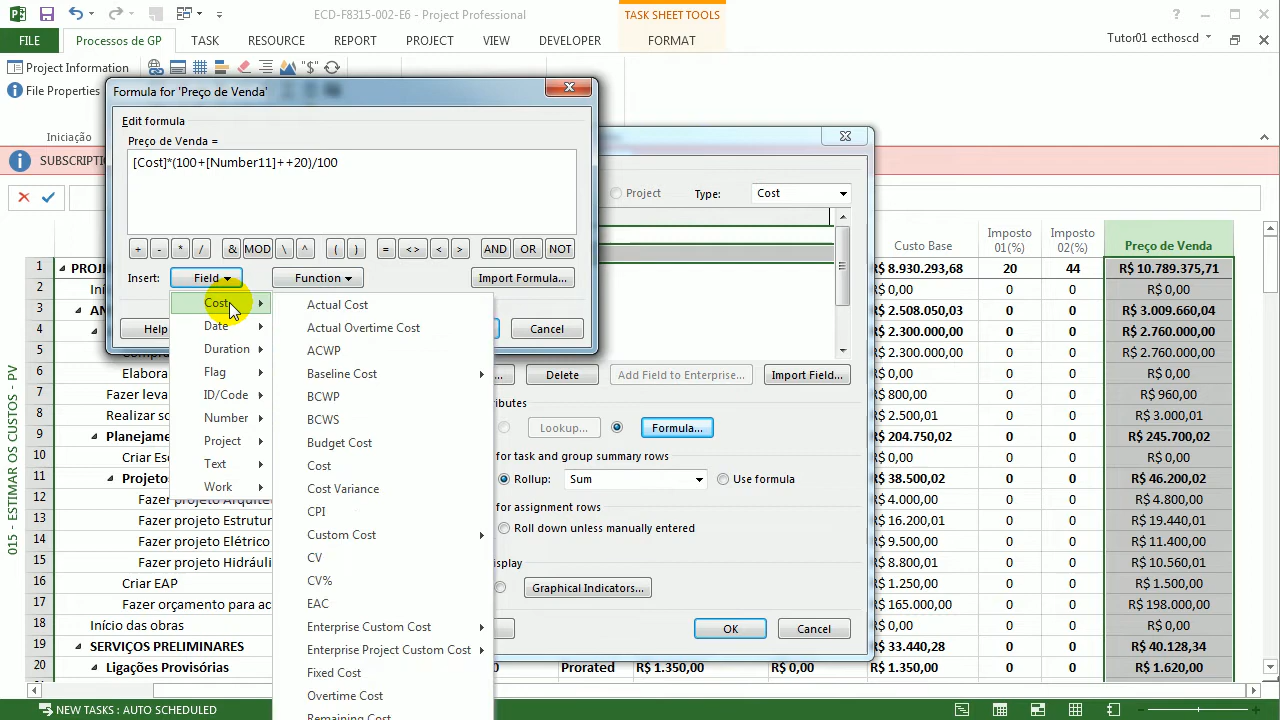 ECD-F8315-002-E6 - Project Professional
TASK SHEET TOOLS
FILE Processos de GP TASK RESOURCE REPORT PROJECT VIEW DEVELOPER FORMAT
Tutor01 ecthoscd
Project Information
File Properties
Iniciação
SUBSCRIPTI
Formula for 'Preço de Venda'
Edit formula
Preço de Venda =
[Cost]*(100+[Number11]++20)/100
+ - * / & MOD \ ^ ( ) = <> < > AND OR NOT
Insert: Field Function Import Formula...
Help Cancel
Cost
Date
Duration
Flag
ID/Code
Number
Project
Text
Work
Actual Cost
Actual Overtime Cost
ACWP
Baseline Cost
BCWP
BCWS
Budget Cost
Cost
Cost Variance
CPI
Custom Cost
CV
CV%
EAC
Enterprise Custom Cost
Enterprise Project Custom Cost
Fixed Cost
Overtime Cost
Remaining Cost
Project Type: Cost
Delete Add Field to Enterprise... Import Field...
ributes
Lookup... Formula...
for task and group summary rows
Rollup: Sum Use formula
for assignment rows
Roll down unless manually entered
isplay
Graphical Indicators...
OK Cancel
015 - ESTIMAR OS CUSTOS - PV
Custo Base Imposto 01(%) Imposto 02(%) Preço de Venda
1 PROJ R$ 8.930.293,68 20 44 R$ 10.789.375,71
2 Iní R$ 0,00 0 0 R$ 0,00
3 AN R$ 2.508.050,03 0 0 R$ 3.009.660,04
4 R$ 2.300.000,00 0 0 R$ 2.760.000,00
5 R$ 2.300.000,00 0 0 R$ 2.760.000,00
6 Elabora R$ 0,00 0 0 R$ 0,00
7 Fazer leva R$ 800,00 0 0 R$ 960,00
8 Realizar so R$ 2.500,01 0 0 R$ 3.000,01
9 Planejame R$ 204.750,02 0 0 R$ 245.700,02
10 Criar Esc R$ 0,00 0 0 R$ 0,00
11 Projeto R$ 38.500,02 0 0 R$ 46.200,02
12 Fazer projeto Arquite R$ 4.000,00 0 0 R$ 4.800,00
13 Fazer projeto Estrutur R$ 16.200,01 0 0 R$ 19.440,01
14 Fazer projeto Elétrico R$ 9.500,00 0 0 R$ 11.400,00
15 Fazer projeto Hidrául R$ 8.800,01 0 0 R$ 10.560,01
16 Criar EAP R$ 1.250,00 0 0 R$ 1.500,00
17 Fazer orçamento para ac R$ 165.000,00 0 0 R$ 198.000,00
18 Início das obras R$ 0,00 0 0 R$ 0,00
19 SERVIÇOS PRELIMINARES R$ 33.440,28 0 0 R$ 40.128,34
20 Ligações Provisórias Prorated R$ 1.350,00 R$ 0,00 R$ 1.350,00 0 0 R$ 1.620,00
NEW TASKS : AUTO SCHEDULED